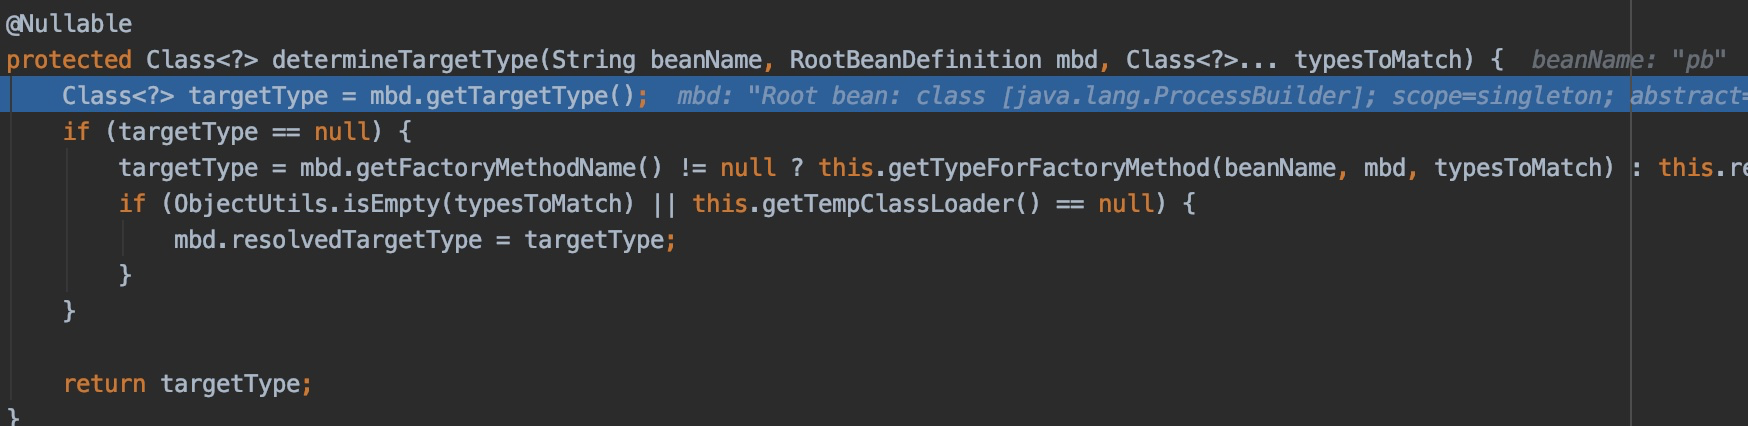 @Nullable
protected Class<?> determineTargetType(String beanName, RootBeanDefinition mbd, Class<?>... typesToMatch) {  beanName: "pb"
    Class<?> targetType = mbd.getTargetType();  mbd: "Root bean: class [java.lang.ProcessBuilder]; scope=singleton; abstract=
    if (targetType == null) {
        targetType = mbd.getFactoryMethodName() != null ? this.getTypeForFactoryMethod(beanName, mbd, typesToMatch) : this.re
        if (ObjectUtils.isEmpty(typesToMatch) || this.getTempClassLoader() == null) {
            mbd.resolvedTargetType = targetType;
        }
    }
    return targetType;
}